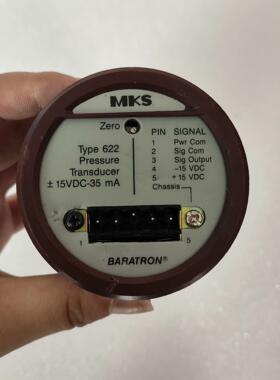 MKS
Zero
Type 622
Pressure
Transducer
± 15VDC-35 mA
PIN SIGNAL
1 Pwr Com
2 Sig Com
3 Sig Output
4 -15 VDC
5 +15 VDC
Chassis
1 5
BARATRON®